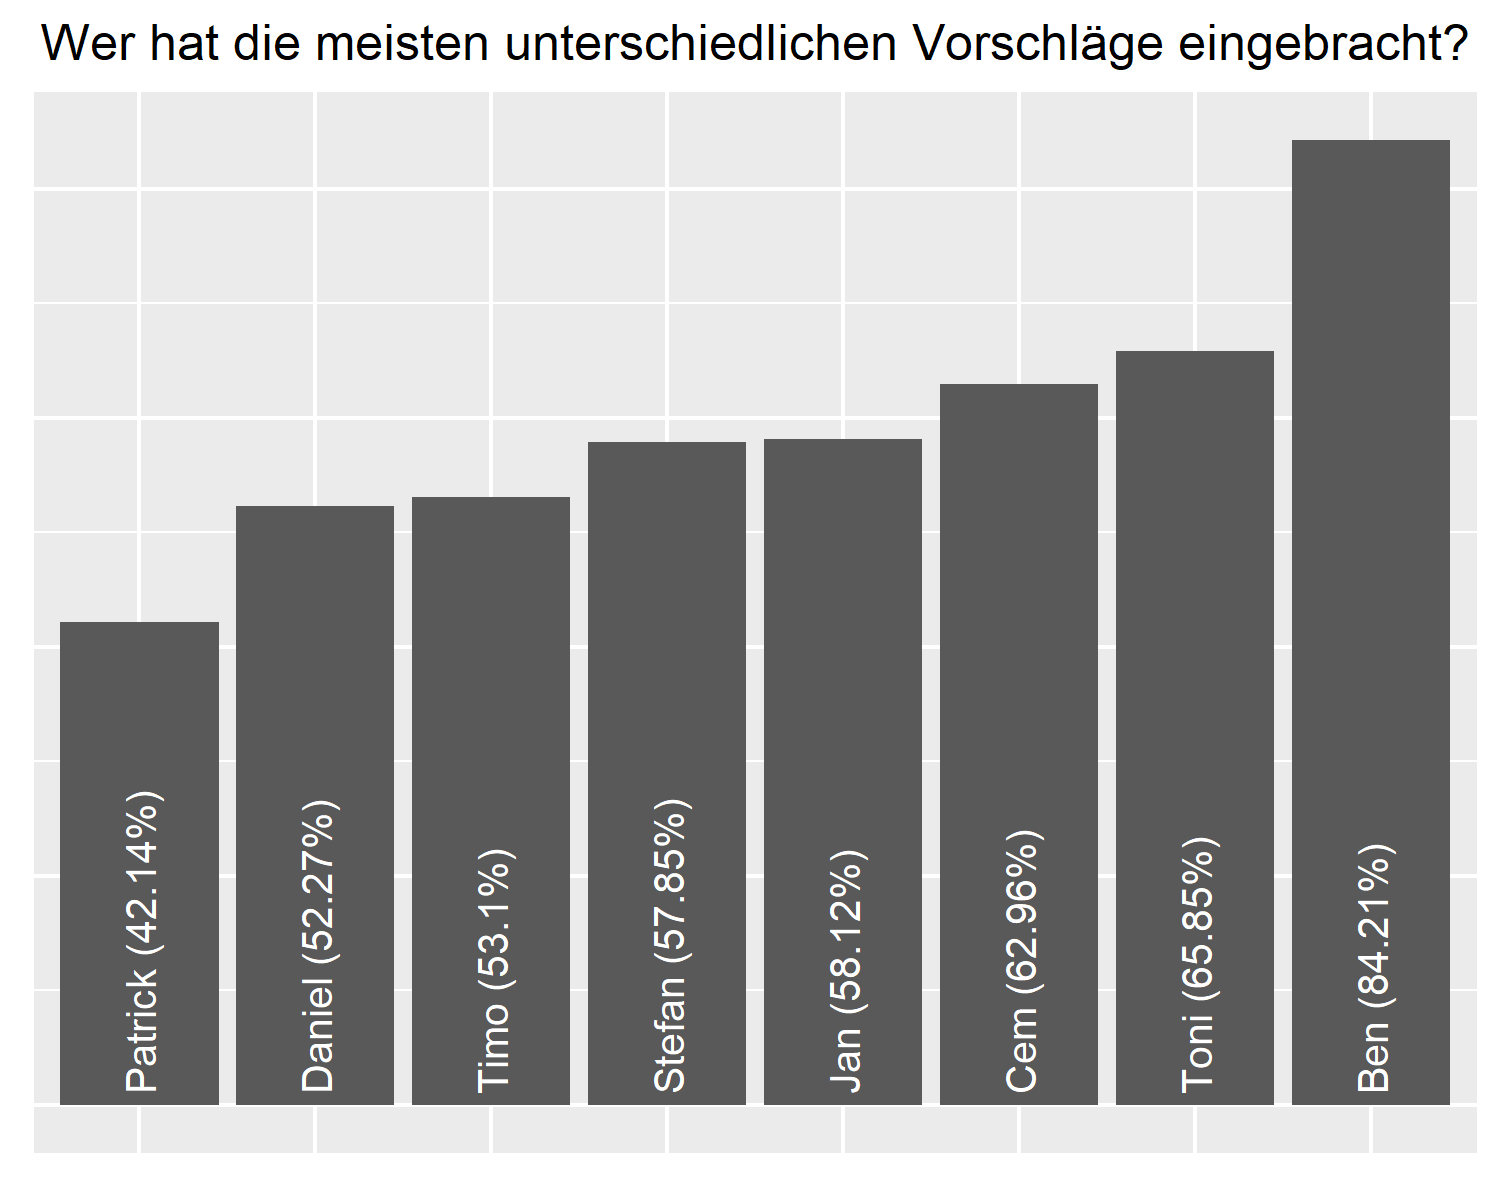 Wer hat die meisten unterschiedlichen Vorschläge eingebracht?
Patrick (42.14%)
Daniel (52.27%)
Timo (53.1%)
Stefan (57.85%)
Jan (58.12%)
Cem (62.96%)
Toni (65.85%)
Ben (84.21%)